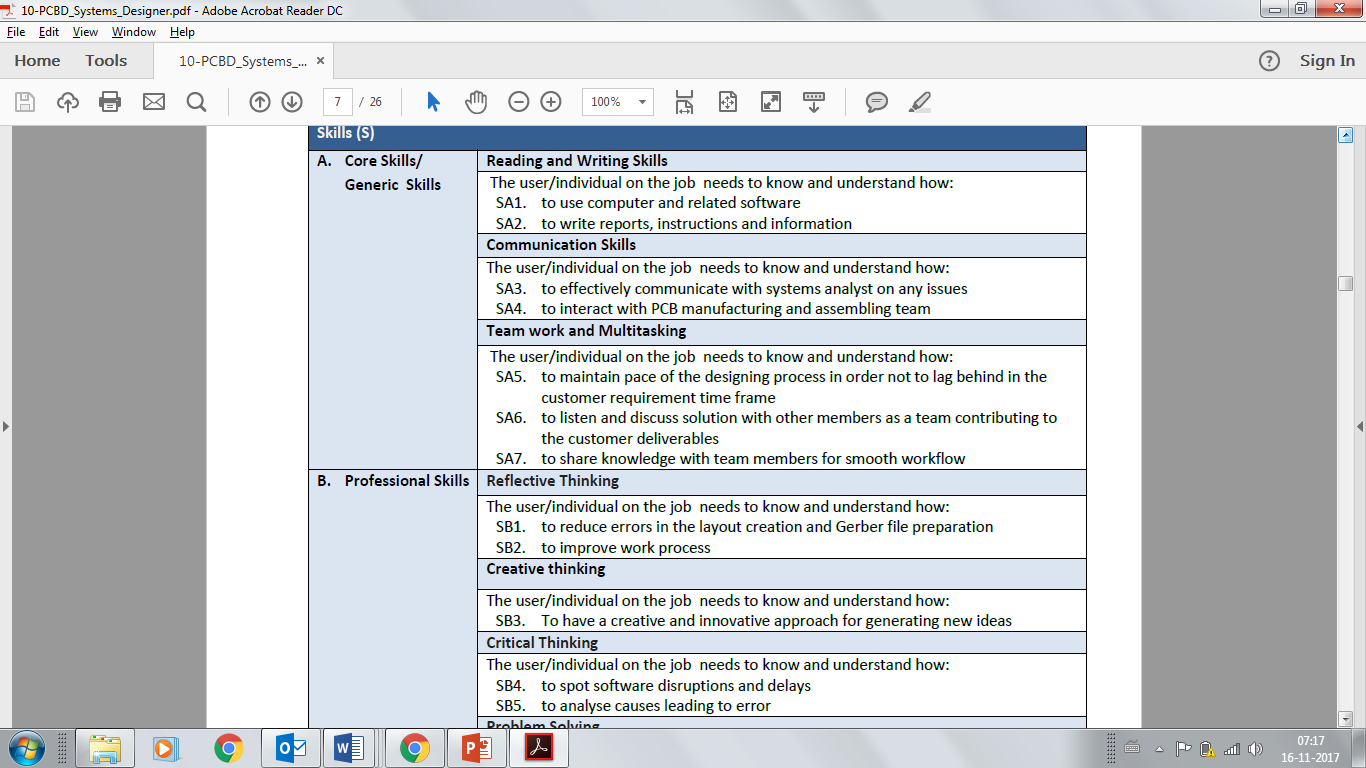 10-PCBD_Systems_Designer.pdf - Adobe Acrobat Reader DC
File Edit View Window Help
Home Tools 10-PCBD_Systems_... × ? Sign In
7 / 26 100%
Skills (S)
A. Core Skills/
Generic Skills
Reading and Writing Skills
The user/individual on the job needs to know and understand how:
SA1. to use computer and related software
SA2. to write reports, instructions and information
Communication Skills
The user/individual on the job needs to know and understand how:
SA3. to effectively communicate with systems analyst on any issues
SA4. to interact with PCB manufacturing and assembling team
Team work and Multitasking
The user/individual on the job needs to know and understand how:
SA5. to maintain pace of the designing process in order not to lag behind in the
customer requirement time frame
SA6. to listen and discuss solution with other members as a team contributing to
the customer deliverables
SA7. to share knowledge with team members for smooth workflow
B. Professional Skills
Reflective Thinking
The user/individual on the job needs to know and understand how:
SB1. to reduce errors in the layout creation and Gerber file preparation
SB2. to improve work process
Creative thinking
The user/individual on the job needs to know and understand how:
SB3. To have a creative and innovative approach for generating new ideas
Critical Thinking
The user/individual on the job needs to know and understand how:
SB4. to spot software disruptions and delays
SB5. to analyse causes leading to error
Problem Solving
07:17
16-11-2017